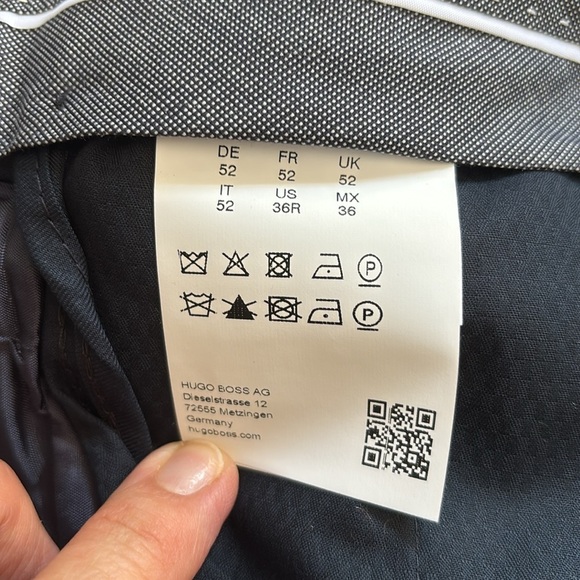 DE FR UK
52 52 52
IT US MX
52 36R 36
P
P
HUGO BOSS AG
Dieselstrasse 12
72555 Metzingen
Germany
hugoboss.com